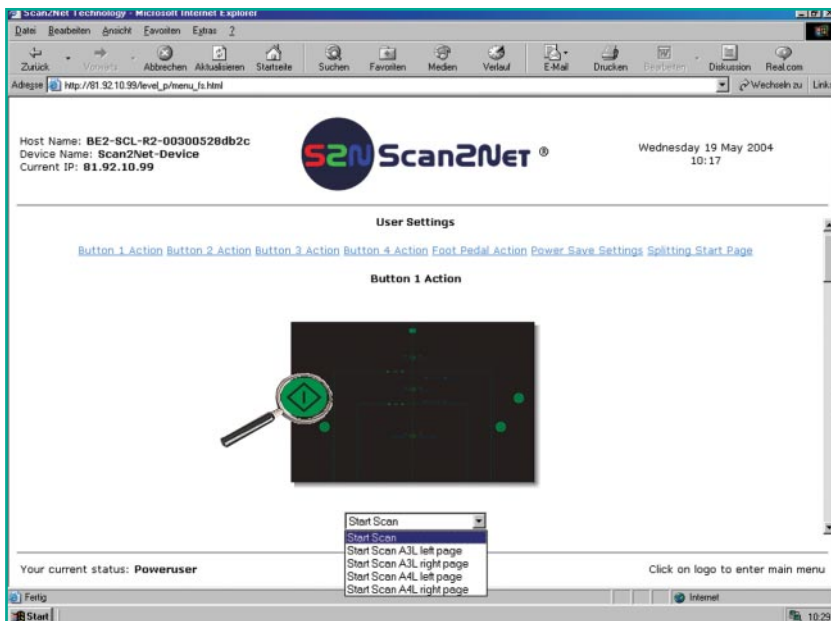 Scan2Net Technology - Microsoft Internet Explorer
Datei Bearbeiten Ansicht Favoriten Extras ?
Zurück Vorwärts Abbrechen Aktualisieren Startseite Suchen Favoriten Medien Verlauf E-Mail Drucken Bearbeiten Diskussion Real.com
Adresse http://81.92.10.99/level_p/menu_fs.html Wechseln zu Links
Host Name: BE2-SCL-R2-00300528db2c
Device Name: Scan2Net-Device
Current IP: 81.92.10.99
S2N Scan2Net ®
Wednesday 19 May 2004
10:17
User Settings
Button 1 Action Button 2 Action Button 3 Action Button 4 Action Foot Pedal Action Power Save Settings Splitting Start Page
Button 1 Action
Start Scan
Start Scan
Start Scan A3L left page
Start Scan A3L right page
Start Scan A4L left page
Start Scan A4L right page
Your current status: Poweruser
Click on logo to enter main menu
Fertig Internet
Start 10:29